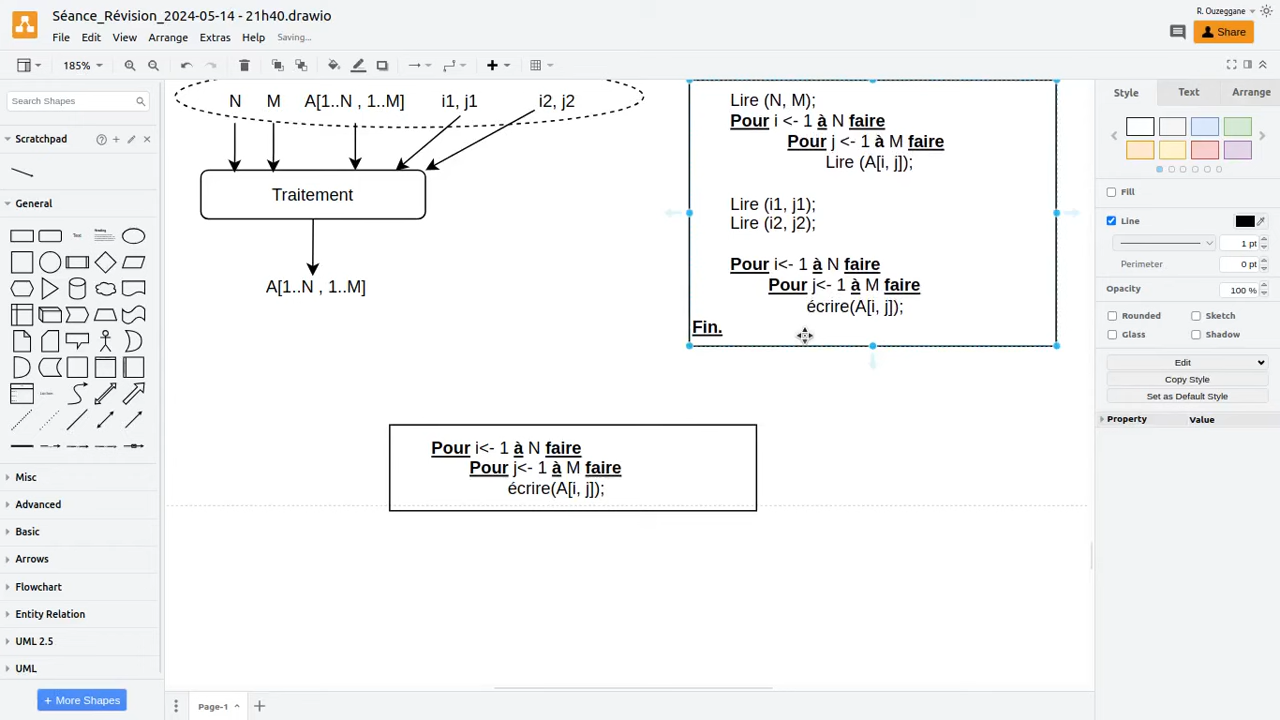 Séance_Révision_2024-05-14 - 21h40.drawio
R. Ouzeggane
File Edit View Arrange Extras Help Saving...
Share
185%
Search Shapes
Scratchpad
General
Text
Heading
List Item
Misc
Advanced
Basic
Arrows
Flowchart
Entity Relation
UML 2.5
UML
+ More Shapes
N M A[1..N , 1..M] i1, j1 i2, j2
Traitement
A[1..N , 1..M]
Lire (N, M);
Pour i <- 1 à N faire
Pour j <- 1 à M faire
Lire (A[i, j]);
Lire (i1, j1);
Lire (i2, j2);
Pour i<- 1 à N faire
Pour j<- 1 à M faire
écrire(A[i, j]);
Fin.
Pour i<- 1 à N faire
Pour j<- 1 à M faire
écrire(A[i, j]);
Style Text Arrange
Fill
Line
1 pt
Perimeter 0 pt
Opacity 100 %
Rounded Sketch
Glass Shadow
Edit
Copy Style
Set as Default Style
Property Value
Page-1